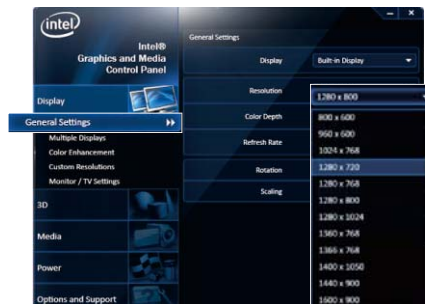 intel
Intel®
Graphics and Media
Control Panel
Display
General Settings
Multiple Displays
Color Enhancement
Custom Resolutions
Monitor / TV Settings
3D
Media
Power
Options and Support
General Settings
Display
Built-in Display
Resolution
1280 x 800
Color Depth
Refresh Rate
Rotation
Scaling
800 x 600
960 x 600
1024 x 768
1280 x 720
1280 x 768
1280 x 800
1280 x 1024
1360 x 768
1366 x 768
1400 x 1050
1440 x 900
1600 x 900